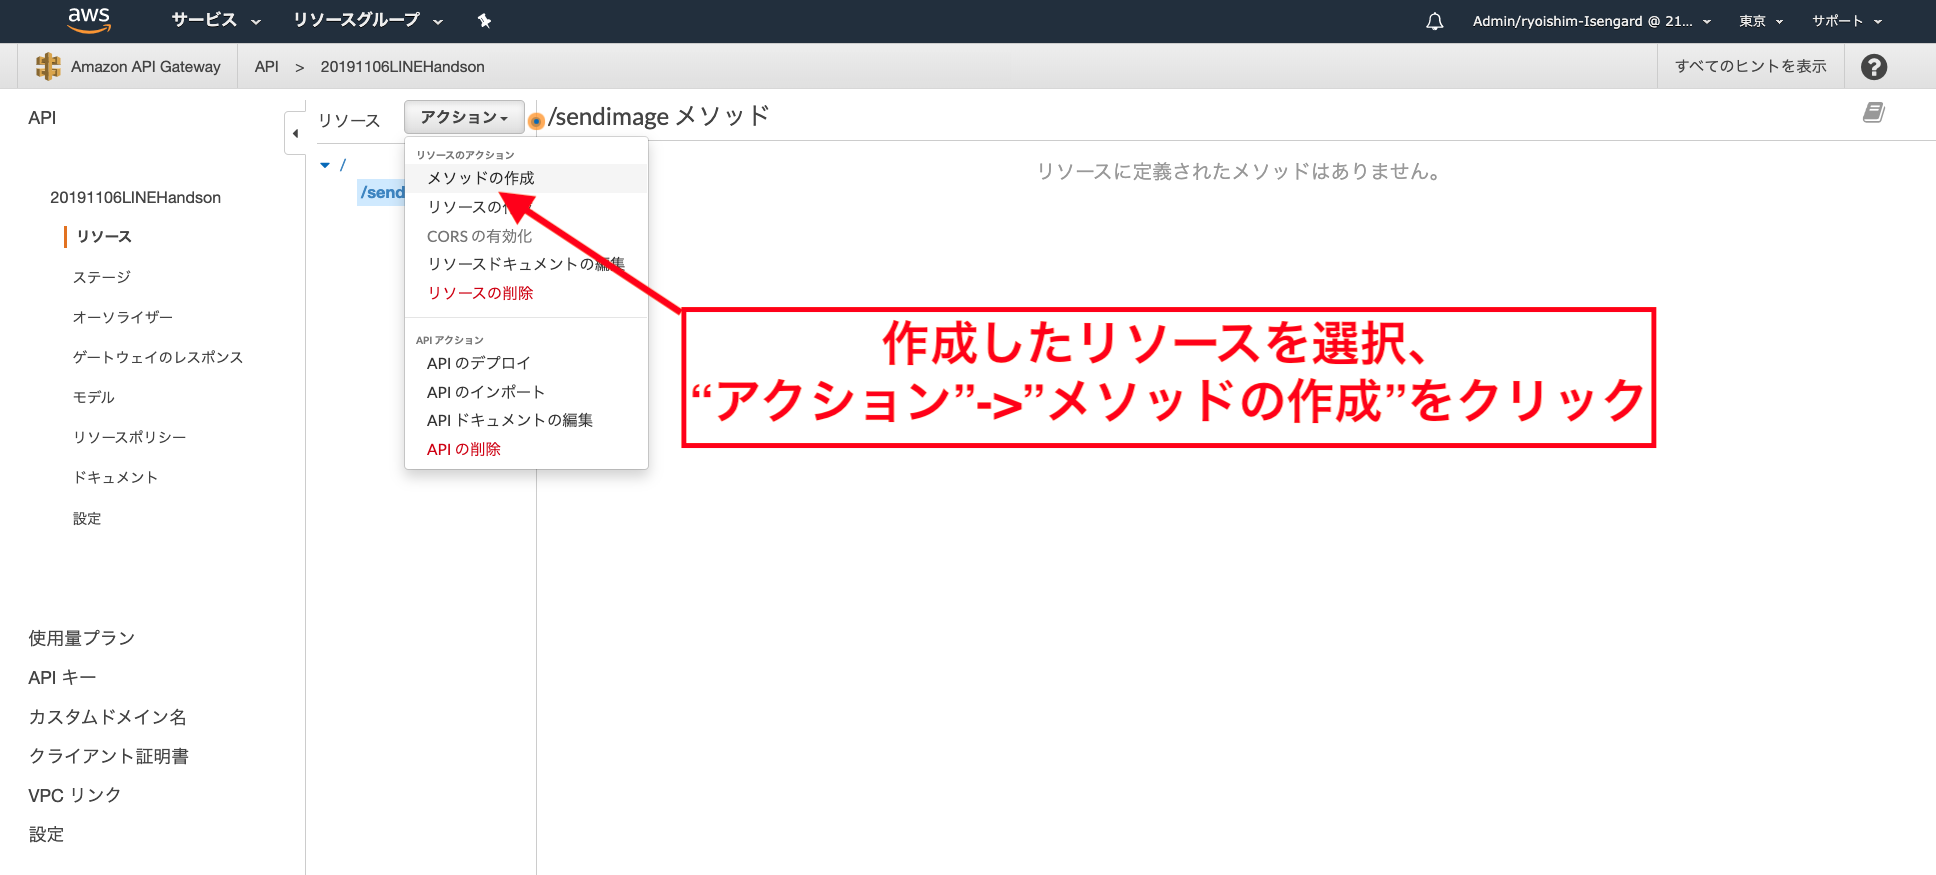 aws サービス リソースグループ Admin/ryoishim-Isengard @ 21... 東京 サポート
Amazon API Gateway API > 20191106LINEHandson すべてのヒントを表示 ?
API
20191106LINEHandson
リソース
ステージ
オーソライザー
ゲートウェイのレスポンス
モデル
リソースポリシー
ドキュメント
設定
使用量プラン
API キー
カスタムドメイン名
クライアント証明書
VPC リンク
設定
リソース アクション /sendimage メソッド
/
/send
リソースのアクション
メソッドの作成
リソースの作
CORS の有効化
リソースドキュメントの編集
リソースの削除
API アクション
API のデプロイ
API のインポート
API ドキュメントの編集
API の削除
リソースに定義されたメソッドはありません。
作成したリソースを選択、
“アクション”->”メソッドの作成”をクリック